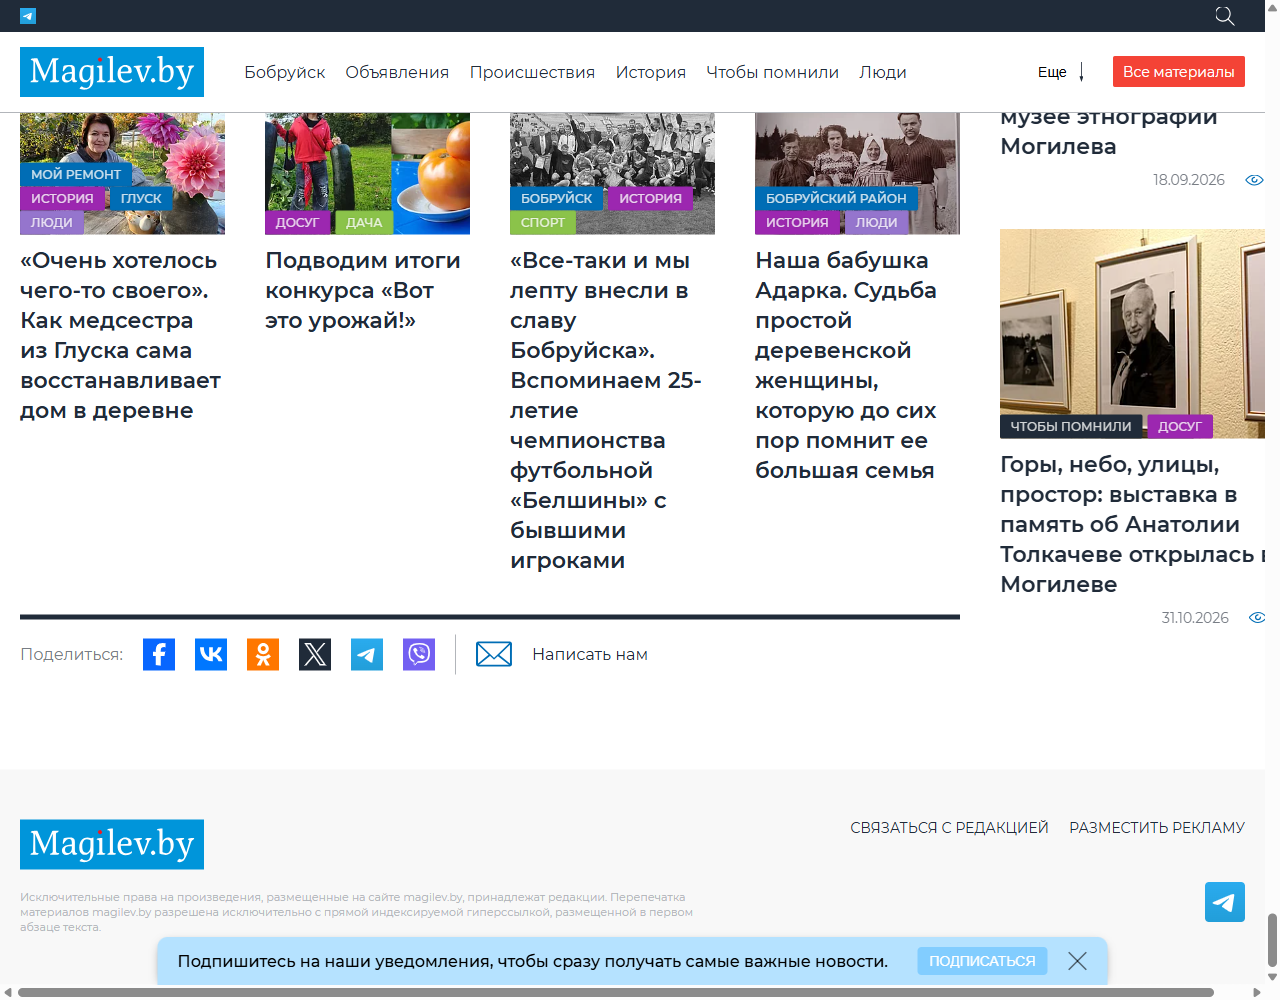 Magilev.by
Бобруйск
Объявления
Происшествия
История
Чтобы помнили
Люди
Еще
Все материалы
МОЙ РЕМОНТ
ИСТОРИЯ
ГЛУСК
ЛЮДИ
«Очень хотелось
чего-то своего».
Как медсестра
из Глуска сама
восстанавливает
дом в деревне
ДОСУГ
ДАЧА
Подводим итоги
конкурса «Вот
это урожай!»
БОБРУЙСК
ИСТОРИЯ
СПОРТ
«Все-таки и мы
лепту внесли в
славу
Бобруйска».
Вспоминаем 25-
летие
чемпионства
футбольной
«Белшины» с
бывшими
игроками
БОБРУЙСКИЙ РАЙОН
ИСТОРИЯ
ЛЮДИ
Наша бабушка
Адарка. Судьба
простой
деревенской
женщины,
которую до сих
пор помнит ее
большая семья
музее этнографии
Могилева
18.09.2026
ЧТОБЫ ПОМНИЛИ
ДОСУГ
Горы, небо, улицы,
простор: выставка в
память об Анатолии
Толкачеве открылась в
Могилеве
31.10.2026
Поделиться:
Написать нам
Magilev.by
СВЯЗАТЬСЯ С РЕДАКЦИЕЙ
РАЗМЕСТИТЬ РЕКЛАМУ
Исключительные права на произведения, размещенные на сайте magilev.by, принадлежат редакции. Перепечатка
материалов magilev.by разрешена исключительно с прямой индексируемой гиперссылкой, размещенной в первом
абзаце текста.
Подпишитесь на наши уведомления, чтобы сразу получать самые важные новости.
ПОДПИСАТЬСЯ